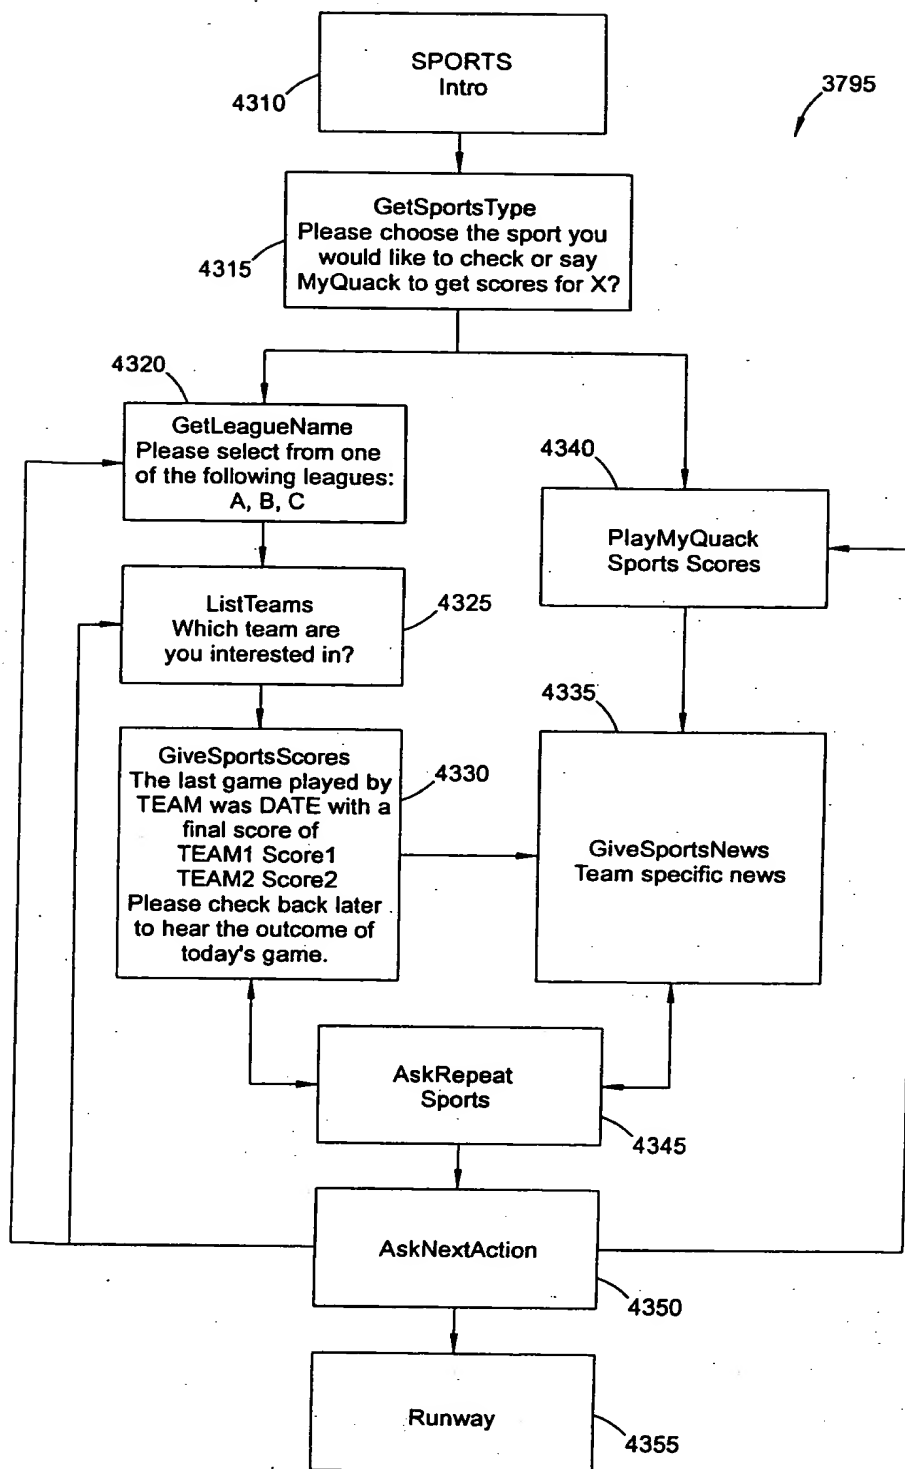 SPORTS
Intro
4310
3795
GetSportsType
Please choose the sport you
would like to check or say
MyQuack to get scores for X?
4315
4320
GetLeagueName
Please select from one
of the following leagues:
A, B, C
4340
PlayMyQuack
Sports Scores
ListTeams
Which team are
you interested in?
4325
4335
GiveSportsScores
The last game played by
TEAM was DATE with a
final score of
TEAM1 Score1
TEAM2 Score2
Please check back later
to hear the outcome of
today's game.
4330
GiveSportsNews
Team specific news
AskRepeat
Sports
4345
AskNextAction
4350
Runway
4355